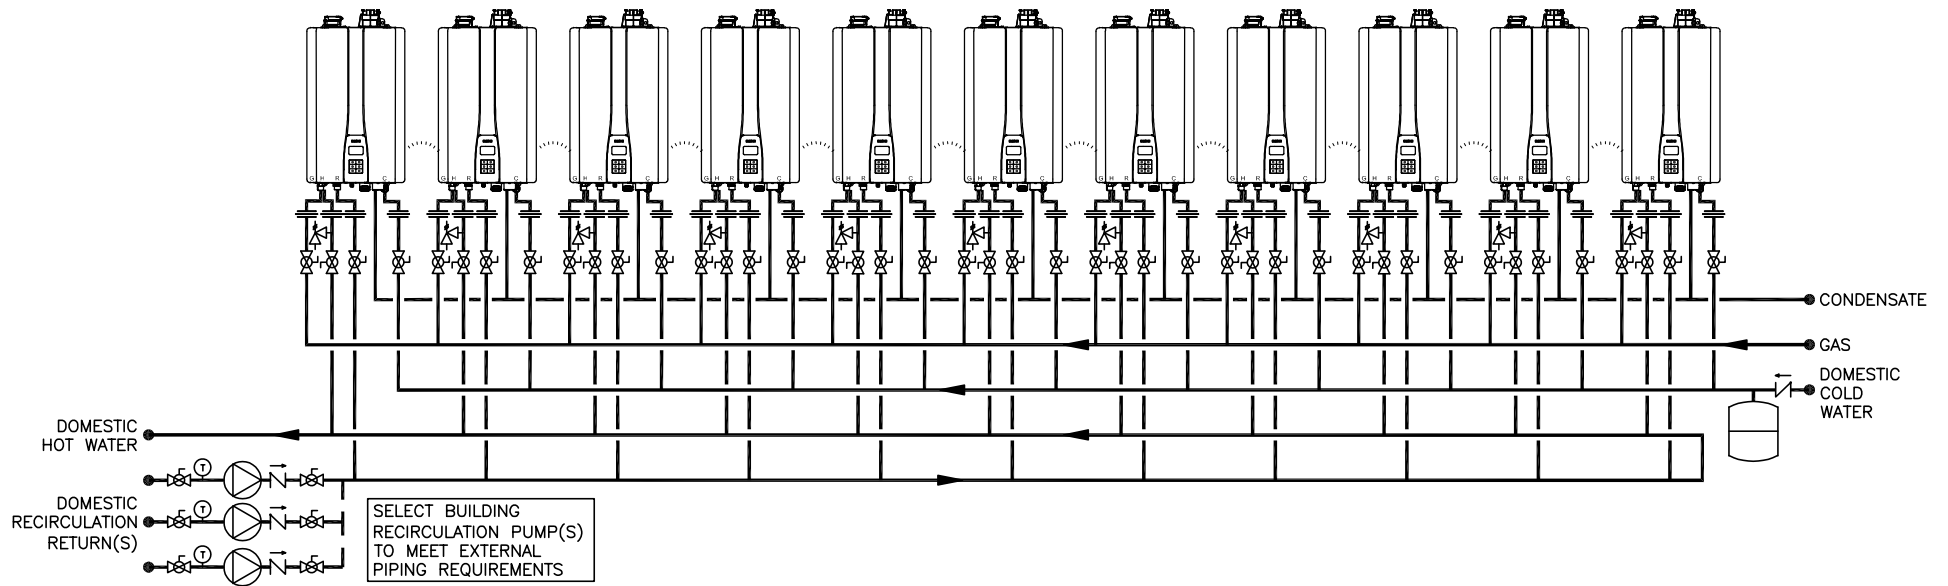 G H R C
G H R C
G H R C
G H R C
G H R C
G H R C
G H R C
G H R C
G H R C
G H R C
G H R C
CONDENSATE
GAS
DOMESTIC
COLD
WATER
DOMESTIC
HOT WATER
T
DOMESTIC
RECIRCULATION
RETURN(S)
T
T
SELECT BUILDING
RECIRCULATION PUMP(S)
TO MEET EXTERNAL
PIPING REQUIREMENTS